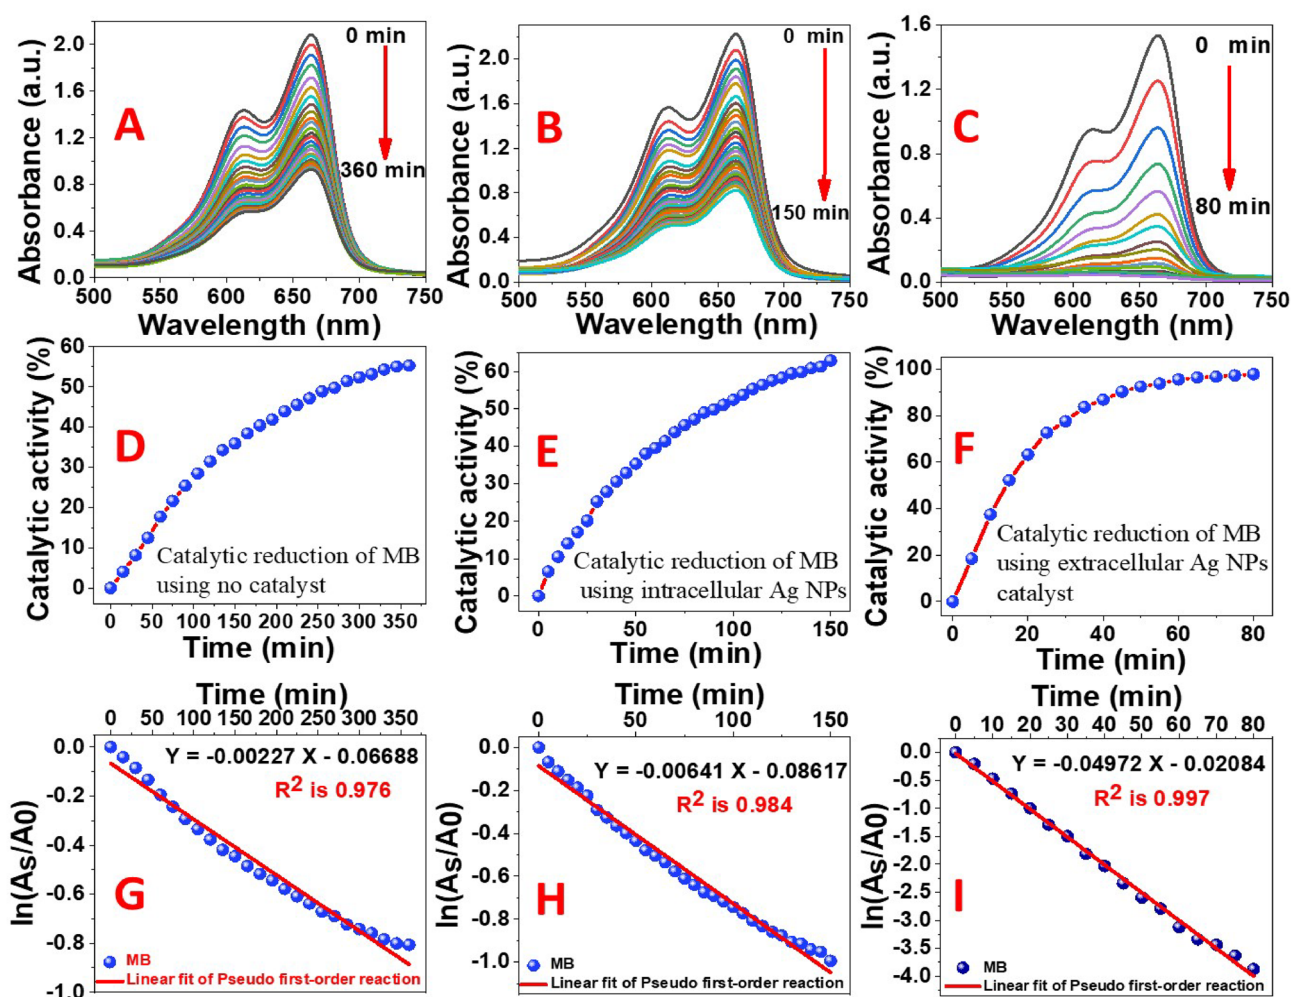 A
Absorbance (a.u.)
2.0
1.6
1.2
0.8
0.4
0.0
0 min
360 min
500 550 600 650 700 750
Wavelength (nm)
B
Absorbance (a.u.)
2.0
1.6
1.2
0.8
0.4
0.0
0 min
150 min
500 550 600 650 700 750
Wavelength (nm)
C
Absorbance (a.u.)
1.6
1.2
0.8
0.4
0.0
0 min
80 min
500 550 600 650 700 750
Wavelength (nm)
D
Catalytic activity (%)
60
50
40
30
20
10
0
Catalytic reduction of MB
using no catalyst
0 50 100 150 200 250 300 350
Time (min)
E
Catalytic activity (%)
60
50
40
30
20
10
0
Catalytic reduction of MB
using intracellular Ag NPs
0 50 100 150
Time (min)
F
Catalytic activity (%)
100
80
60
40
20
0
Catalytic reduction of MB
using extracellular Ag NPs
catalyst
0 20 40 60 80
Time (min)
Time (min)
0 50 100 150 200 250 300 350
G
ln(As/A0)
0.0
-0.2
-0.4
-0.6
-0.8
-1.0
Y = -0.00227 X - 0.06688
R2 is 0.976
MB
Linear fit of Pseudo first-order reaction
Time (min)
0 50 100 150
H
ln(As/A0)
0.0
-0.2
-0.4
-0.6
-0.8
-1.0
Y = -0.00641 X - 0.08617
R2 is 0.984
MB
Linear fit of Pseudo first-order reaction
Time (min)
0 10 20 30 40 50 60 70 80
I
ln(As/A0)
0.0
-0.5
-1.0
-1.5
-2.0
-2.5
-3.0
-3.5
-4.0
Y = -0.04972 X - 0.02084
R2 is 0.997
MB
Linear fit of Pseudo first-order reaction